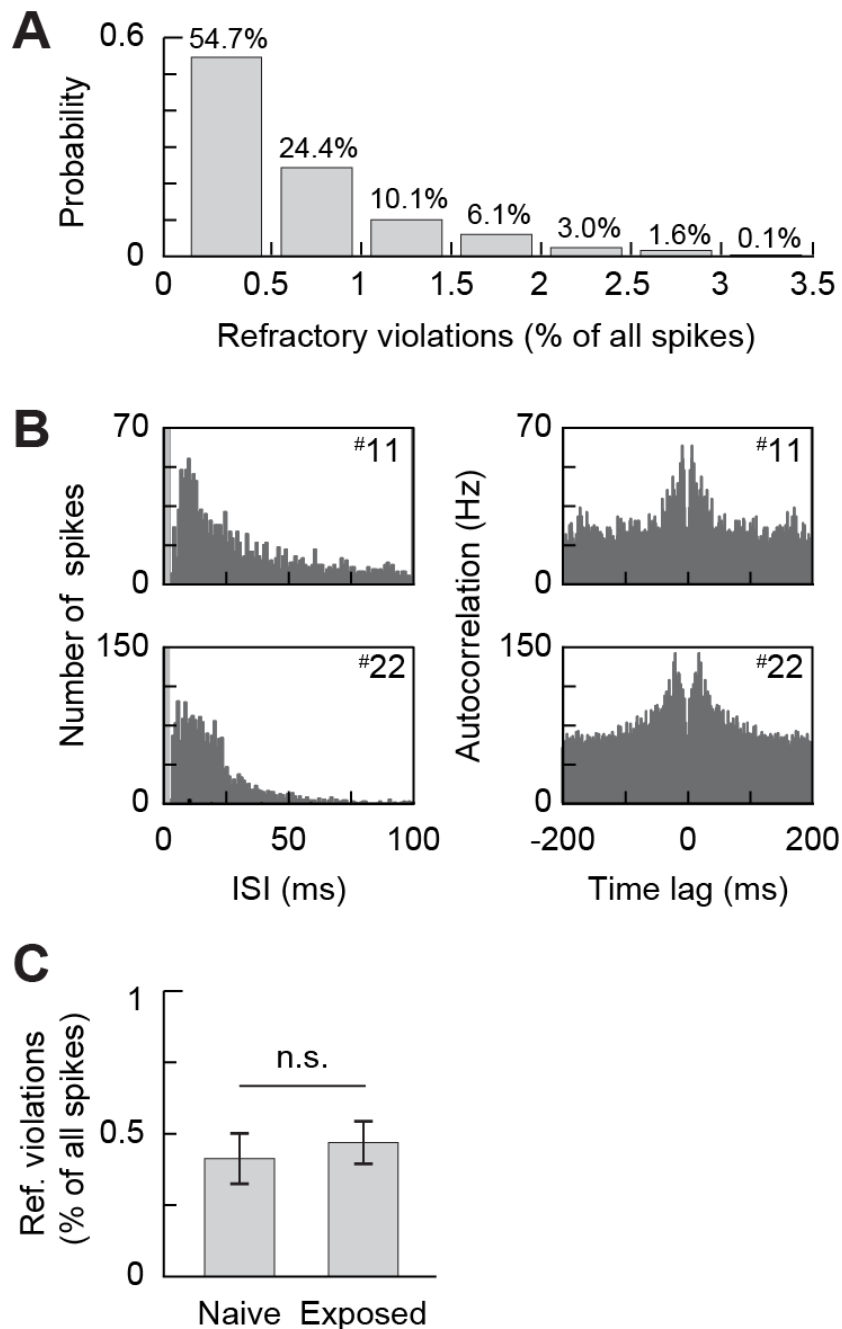 A
0.6
54.7%
24.4%
10.1%
6.1%
3.0%
1.6%
0.1%
Probability
0
0 0.5 1 1.5 2 2.5 3 3.5
Refractory violations (% of all spikes)
B
70
#11
0
150
#22
0
Number of spikes
0 50 100
ISI (ms)
70
#11
0
150
#22
0
Autocorrelation (Hz)
-200 0 200
Time lag (ms)
C
1
n.s.
0.5
0
Ref. violations
(% of all spikes)
Naive Exposed